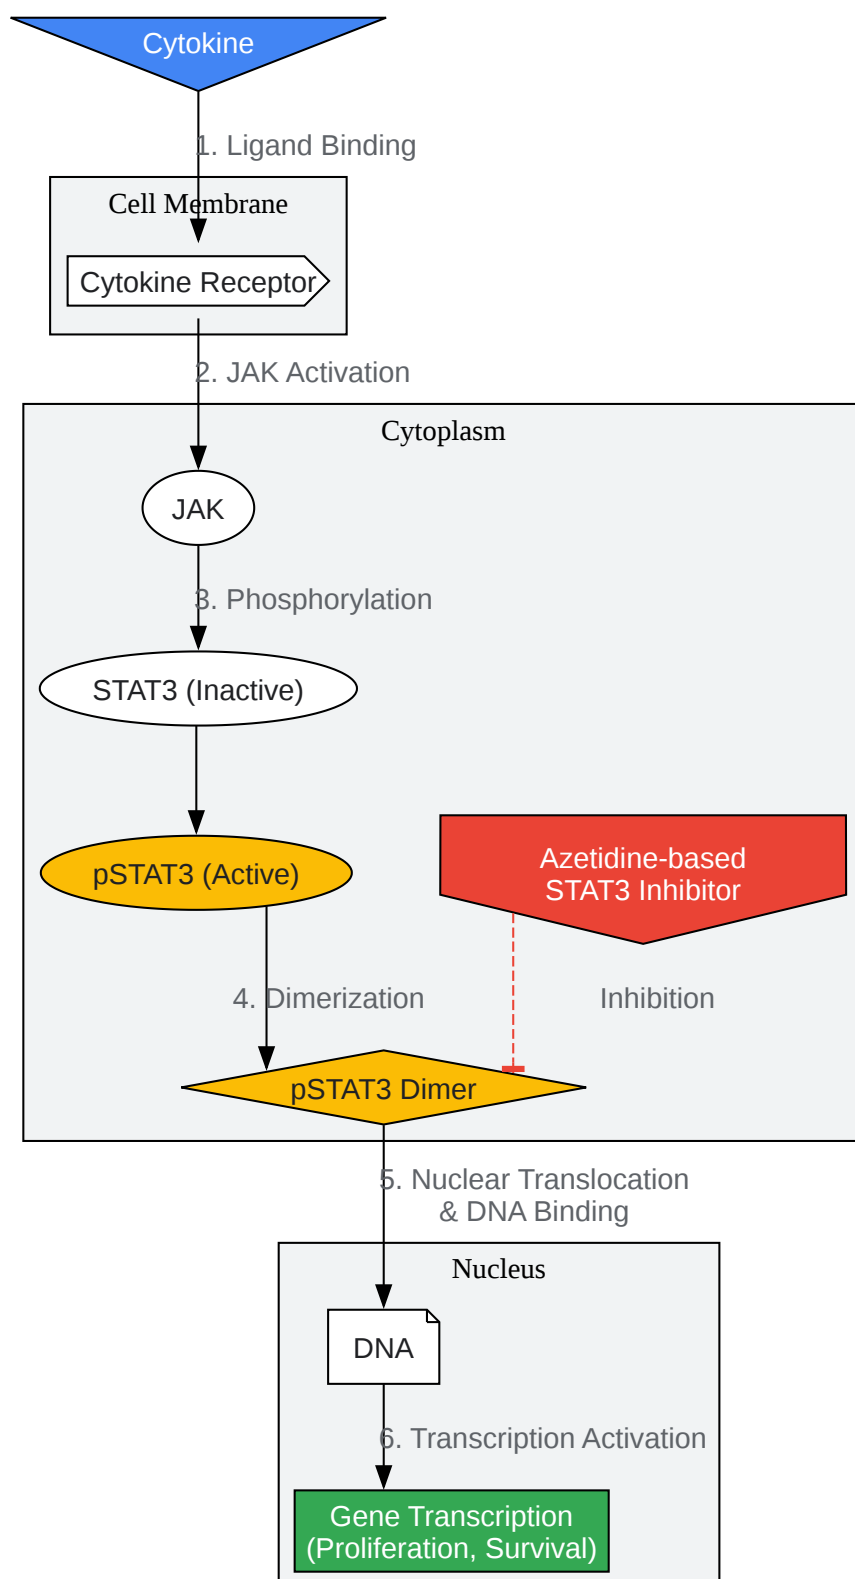 Cytokine
1. Ligand Binding
Cell Membrane
Cytokine Receptor
2. JAK Activation
Cytoplasm
JAK
3. Phosphorylation
STAT3 (Inactive)
pSTAT3 (Active)
Azetidine-based
STAT3 Inhibitor
4. Dimerization
Inhibition
pSTAT3 Dimer
5. Nuclear Translocation
& DNA Binding
Nucleus
DNA
6. Transcription Activation
Gene Transcription
(Proliferation, Survival)